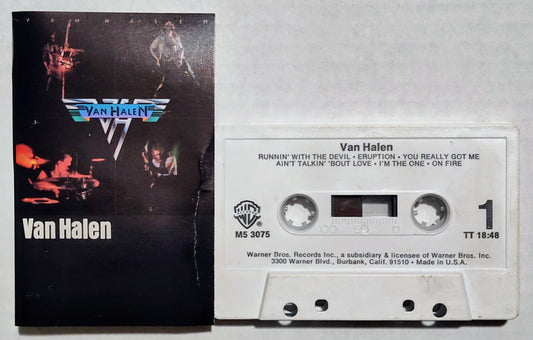 VAN HALEN
VAN HALEN
Van Halen
Van Halen
RUNNIN' WITH THE DEVIL • ERUPTION • YOU REALLY GOT ME
AIN'T TALKIN' 'BOUT LOVE • I'M THE ONE • ON FIRE
M5 3075
1
TT 18:48
Warner Bros. Records Inc., a subsidiary & licensee of Warner Bros. Inc.
3300 Warner Blvd., Burbank, Calif. 91510 • Made in U.S.A.